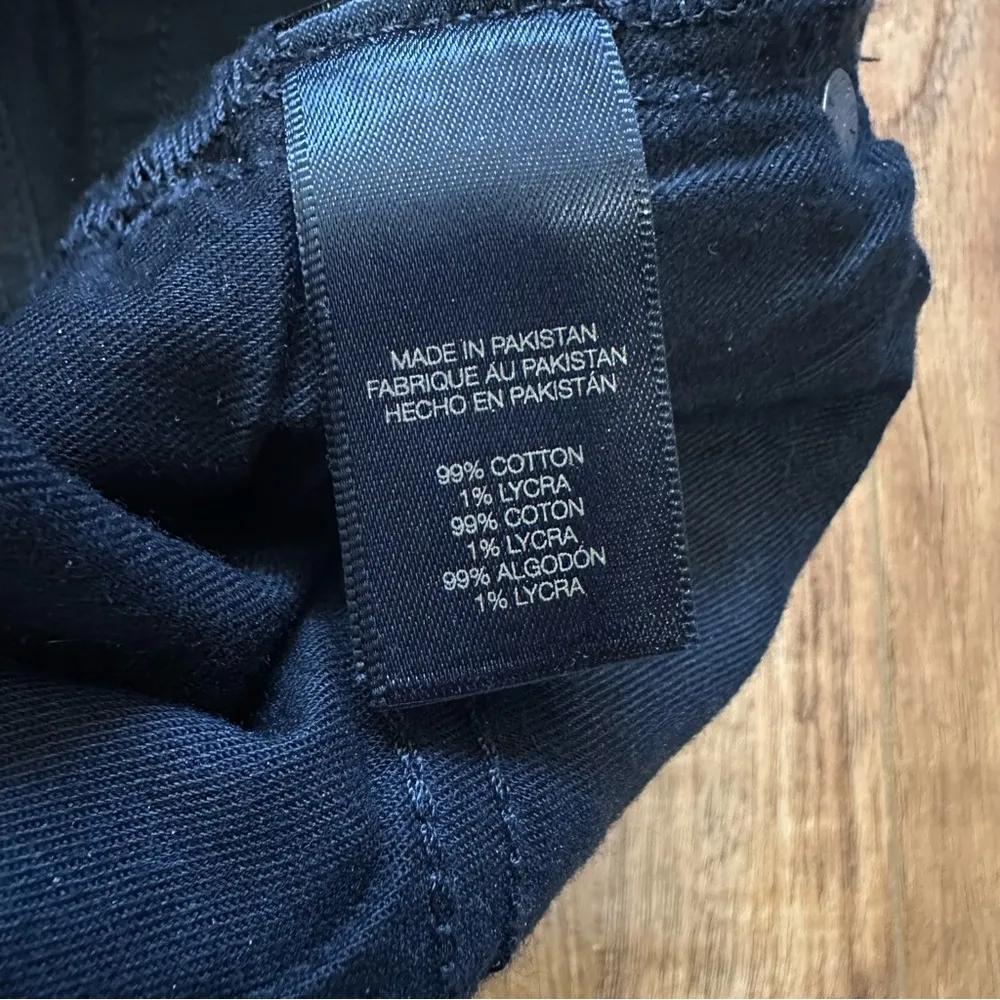 MADE IN PAKISTAN
FABRIQUE AU PAKISTAN
HECHO EN PAKISTÁN
99% COTTON
1% LYCRA
99% COTON
1% LYCRA
99% ALGODÓN
1% LYCRA